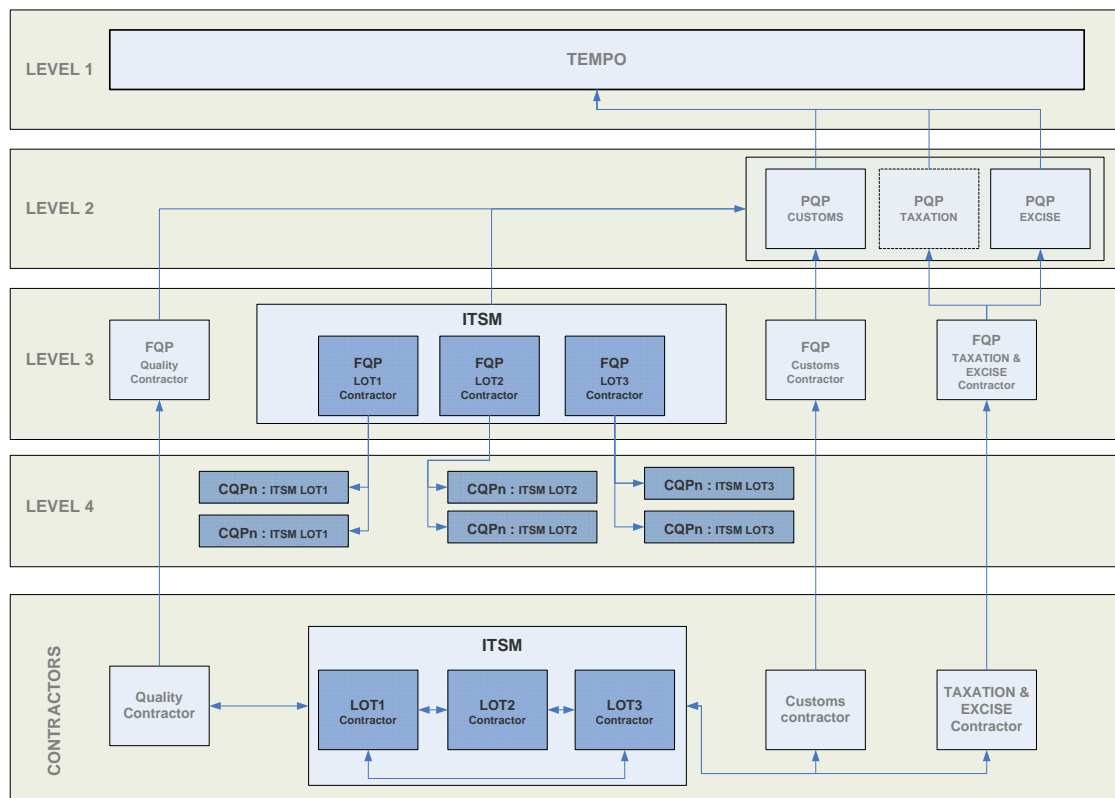 TEMPO
LEVEL 1
LEVEL 2
PQP
CUSTOMS
PQP
TAXATION
PQP
EXCISE
LEVEL 3
FQP
Quality
Contractor
ITSM
FQP
LOT1
Contractor
FQP
LOT2
Contractor
FQP
LOT3
Contractor
FQP
Customs
Contractor
FQP
TAXATION &
EXCISE
Contractor
LEVEL 4
CQPn : ITSM LOT1
CQPn : ITSM LOT1
CQPn : ITSM LOT2
CQPn : ITSM LOT2
CQPn : ITSM LOT3
CQPn : ITSM LOT3
CONTRACTORS
Quality
Contractor
ITSM
LOT1
Contractor
LOT2
Contractor
LOT3
Contractor
Customs
contractor
TAXATION &
EXCISE
Contractor